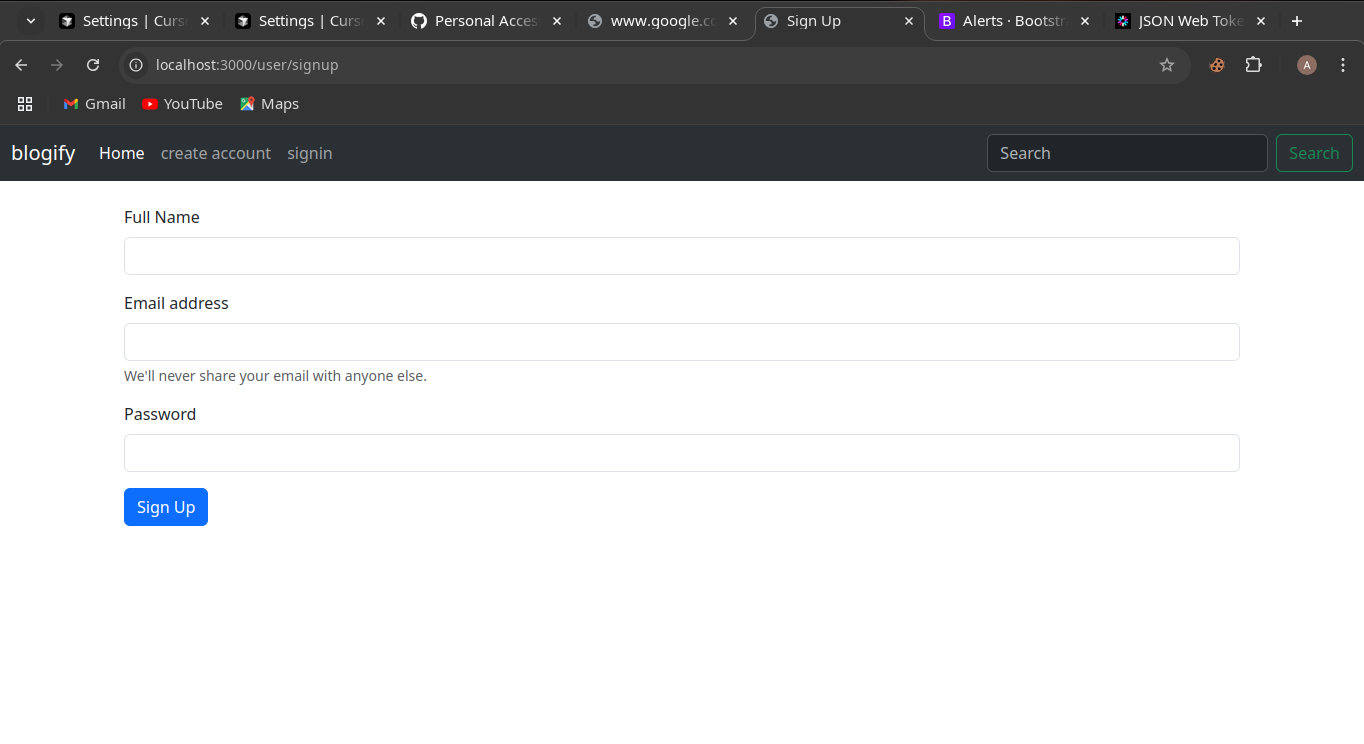 Settings | Curs Settings | Curs Personal Acces www.google.co Sign Up Alerts · Bootstr JSON Web Toke
localhost:3000/user/signup A
Gmail YouTube Maps
blogify Home create account signin Search Search
Full Name
Email address
We'll never share your email with anyone else.
Password
Sign Up